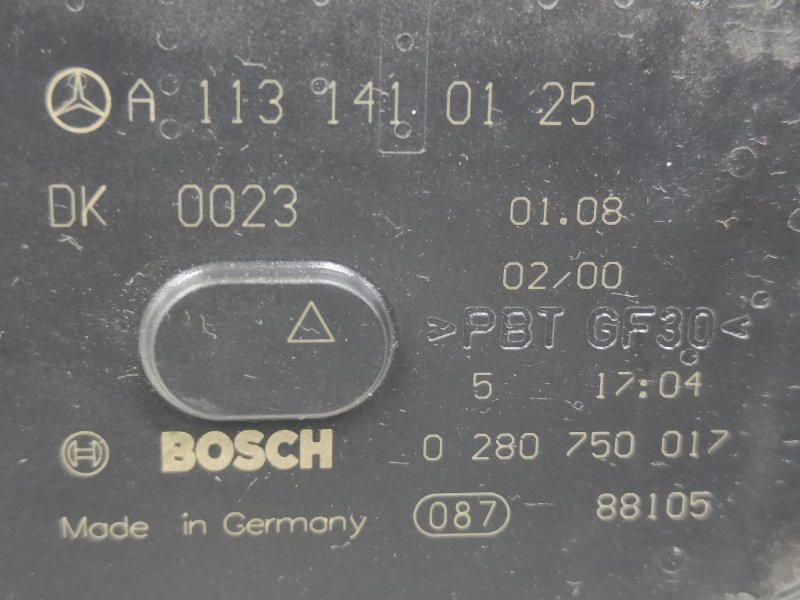 A 113 141 01 25
DK 0023 01.08
02/00
>PBT GF30<
5 17:04
BOSCH 0 280 750 017
Made in Germany 087 88105